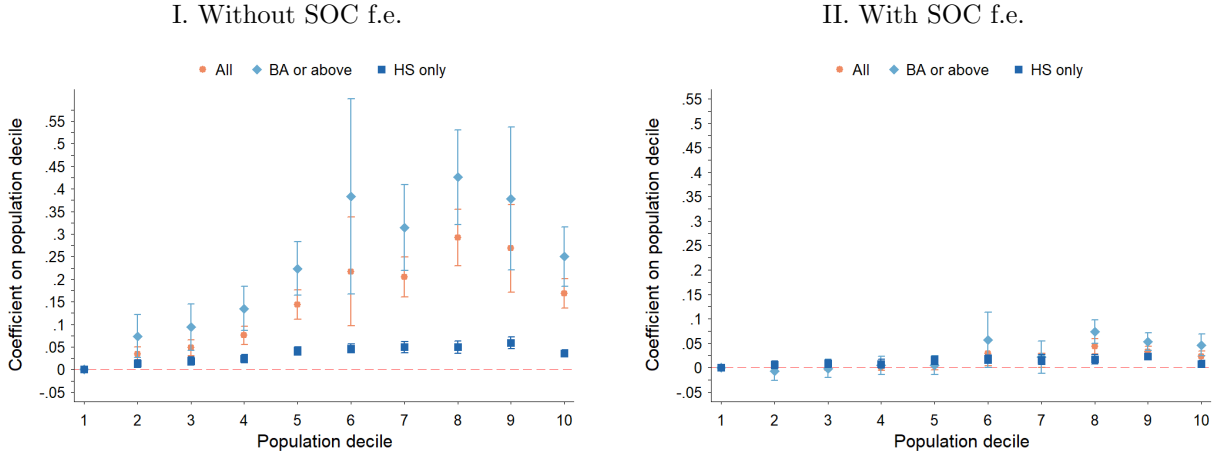 I. Without SOC f.e.
All BA or above HS only
Coefficient on population decile
.55
.5
.45
.4
.35
.3
.25
.2
.15
.1
.05
0
-.05
1 2 3 4 5 6 7 8 9 10
Population decile
II. With SOC f.e.
All BA or above HS only
Coefficient on population decile
.55
.5
.45
.4
.35
.3
.25
.2
.15
.1
.05
0
-.05
1 2 3 4 5 6 7 8 9 10
Population decile